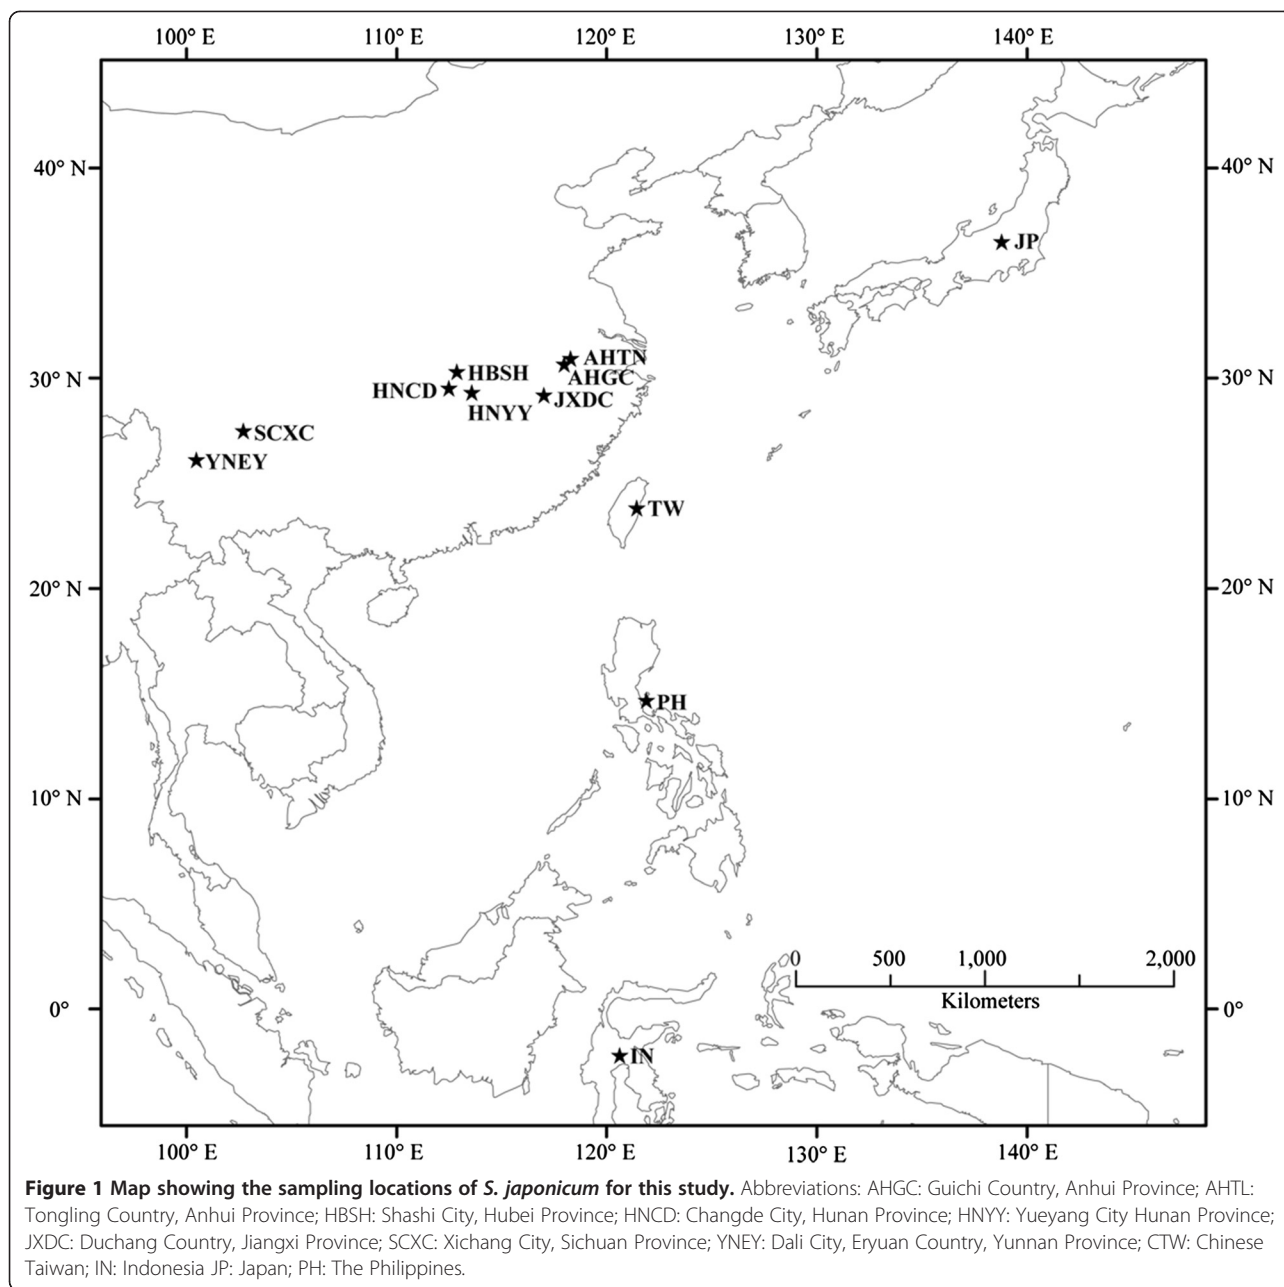 100° E 110° E 120° E 130° E 140° E
40° N 40° N
JP
AHTN
HBSH
AHGC
30° N 30° N
HNCD
JXDC
HNYY
SCXC
YNEY
TW
20° N 20° N
PH
10° N 10° N
0 500 1,000 2,000
Kilometers
0° 0°
IN
100° E 110° E 120° E 130° E 140° E
Figure 1 Map showing the sampling locations of S. japonicum for this study. Abbreviations: AHGC: Guichi Country, Anhui Province; AHTL:
Tongling Country, Anhui Province; HBSH: Shashi City, Hubei Province; HNCD: Changde City, Hunan Province; HNYY: Yueyang City Hunan Province;
JXDC: Duchang Country, Jiangxi Province; SCXC: Xichang City, Sichuan Province; YNEY: Dali City, Eryuan Country, Yunnan Province; CTW: Chinese
Taiwan; IN: Indonesia JP: Japan; PH: The Philippines.